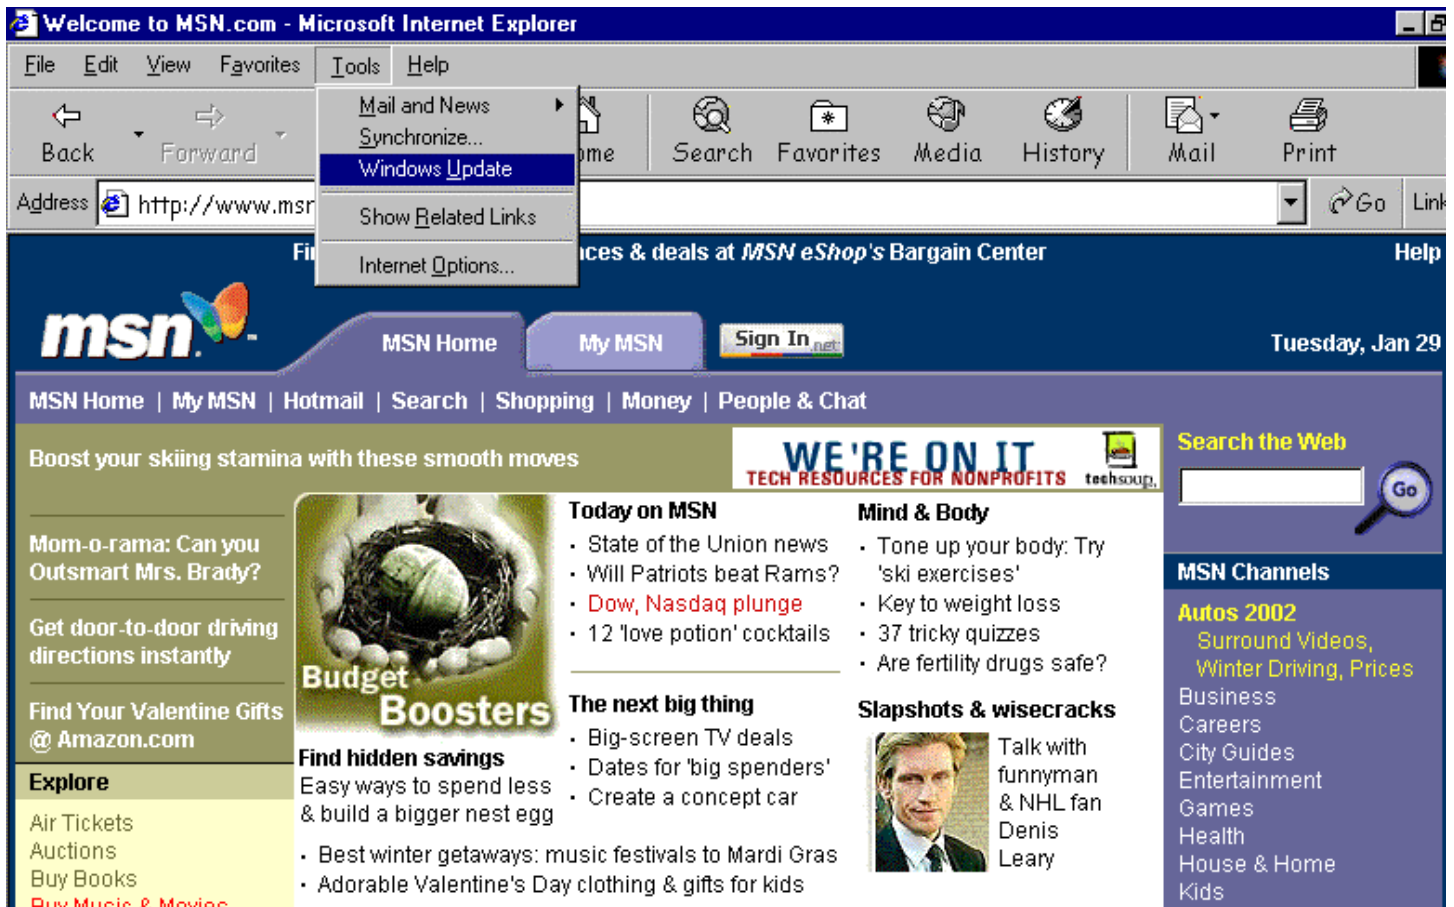 Welcome to MSN.com - Microsoft Internet Explorer
File Edit View Favorites Tools Help
Mail and News
Synchronize...
Windows Update
Show Related Links
Internet Options...
Back Forward Search Favorites Media History Mail Print
Address http://www.msn Go
deals at MSN eShop's Bargain Center Help
msn
MSN Home My MSN Sign In .net Tuesday, Jan 29
MSN Home | My MSN | Hotmail | Search | Shopping | Money | People & Chat
Boost your skiing stamina with these smooth moves
WE'RE ON IT
TECH RESOURCES FOR NONPROFITS
techsoup.
Search the Web
Go
Mom-o-rama: Can you
Outsmart Mrs. Brady?
Get door-to-door driving
directions instantly
Find Your Valentine Gifts
@ Amazon.com
Explore
Air Tickets
Auctions
Buy Books
Buy Music & Movies
Budget
Boosters
Find hidden savings
Easy ways to spend less
& build a bigger nest egg
· Best winter getaways: music festivals to Mardi Gras
· Adorable Valentine's Day clothing & gifts for kids
Today on MSN
· State of the Union news
· Will Patriots beat Rams?
· Dow, Nasdaq plunge
· 12 'love potion' cocktails
The next big thing
· Big-screen TV deals
· Dates for 'big spenders'
· Create a concept car
Mind & Body
· Tone up your body: Try
'ski exercises'
· Key to weight loss
· 37 tricky quizzes
· Are fertility drugs safe?
Slapshots & wisecracks
Talk with
funnyman
& NHL fan
Denis
Leary
MSN Channels
Autos 2002
Surround Videos,
Winter Driving, Prices
Business
Careers
City Guides
Entertainment
Games
Health
House & Home
Kids